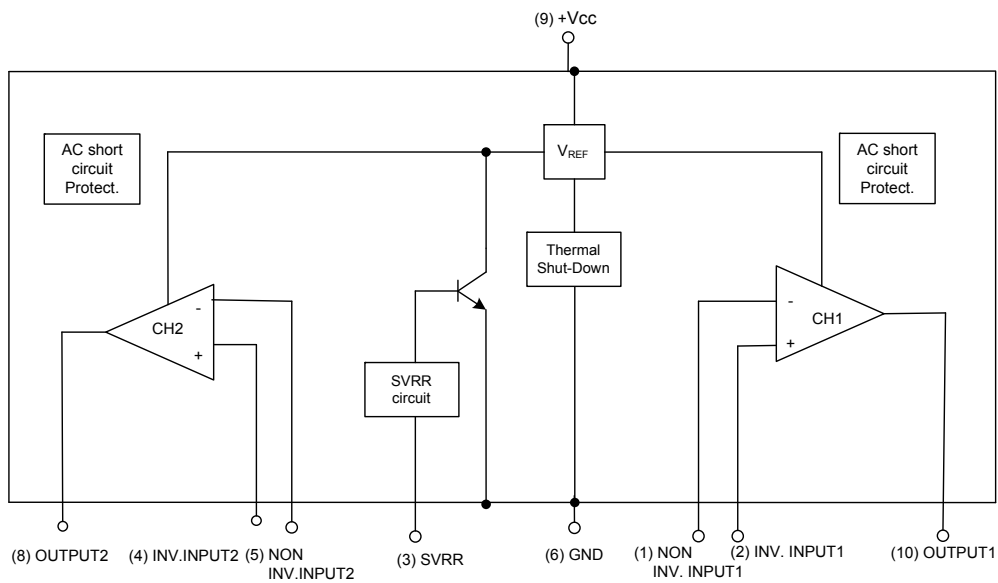 (9) +Vcc
AC short
circuit
Protect.
VREF
AC short
circuit
Protect.
Thermal
Shut-Down
-
CH2
+
-
CH1
+
SVRR
circuit
(8) OUTPUT2
(4) INV.INPUT2
(5) NON
INV.INPUT2
(3) SVRR
(6) GND
(1) NON
INV. INPUT1
(2) INV. INPUT1
(10) OUTPUT1